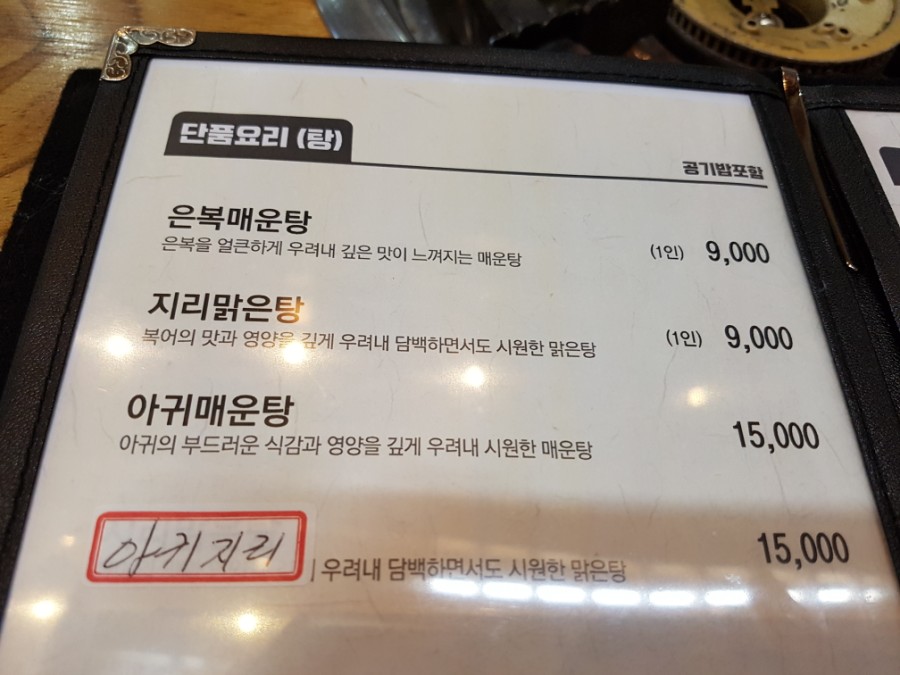 단품요리 (탕)
공기밥포함
은복매운탕
은복을 얼큰하게 우려내 깊은 맛이 느껴지는 매운탕
(1인) 9,000
지리맑은탕
복어의 맛과 영양을 깊게 우려내 담백하면서도 시원한 맑은탕
(1인) 9,000
아귀매운탕
아귀의 부드러운 식감과 영양을 깊게 우려내 시원한 매운탕
15,000
아귀지리
우려내 담백하면서도 시원한 맑은탕
15,000